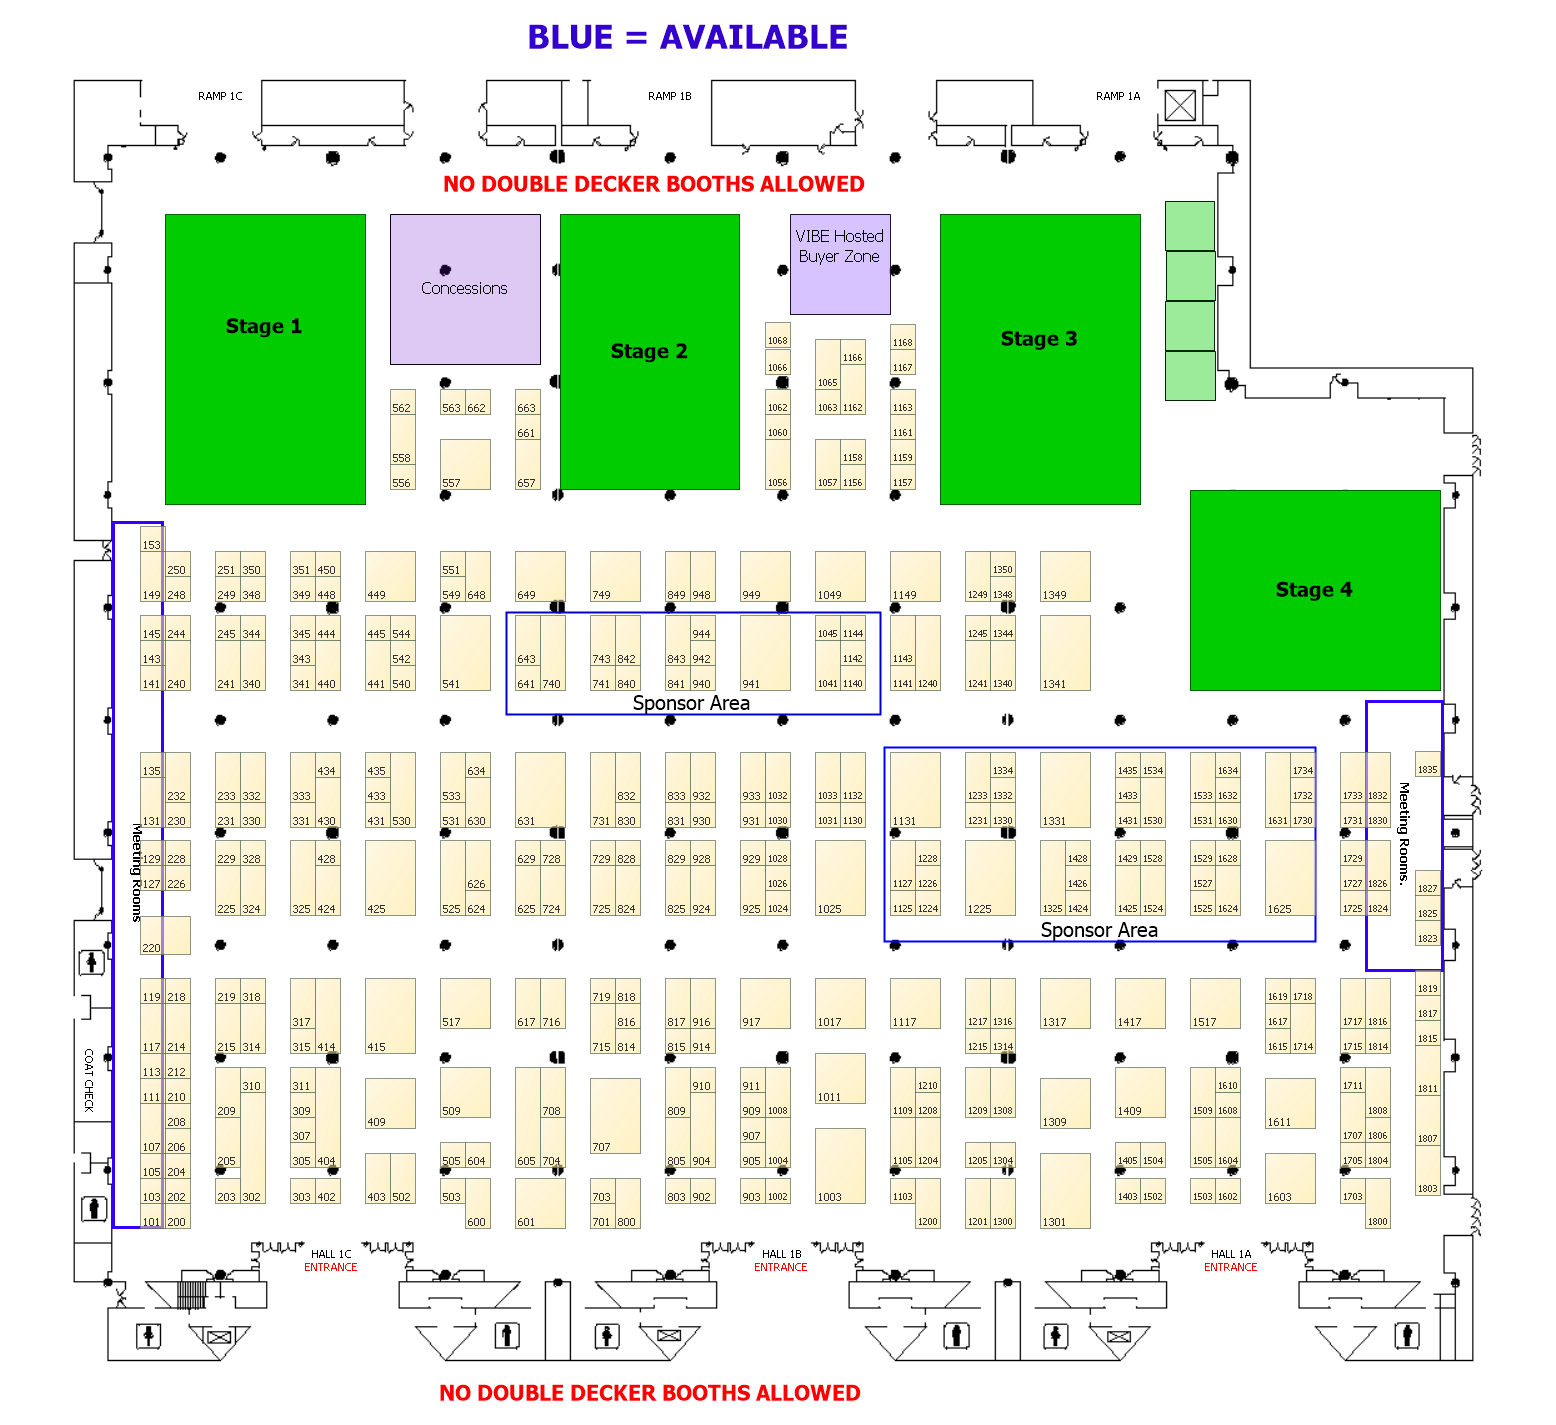 BLUE = AVAILABLE
RAMP 1C RAMP 1B RAMP 1A
NO DOUBLE DECKER BOOTHS ALLOWED
VIBE Hosted
Buyer Zone
Concessions
Stage 1
Stage 2
Stage 3
1068 1168
1066 1166 1167
1065
562 563 662 663 1062 1063 1162 1163
661 1060 1161
558 1158 1159
556 557 657 1056 1057 1156 1157
153
250 251 350 351 450 551 1350
149 248 249 348 349 448 449 549 648 649 749 849 948 949 1049 1149 1249 1348 1349
Stage 4
145 244 245 344 345 444 445 544 944 1045 1144 1245 1344
143 343 542 643 743 842 843 942 1142 1143
141 240 241 340 341 440 441 540 541 641 740 741 840 841 940 941 1041 1140 1141 1240 1241 1340 1341
Sponsor Area
135 434 435 634 1334 1435 1534 1634 1734 1835
232 233 332 333 433 533 832 833 932 933 1032 1033 1132 1233 1332 1433 1533 1632 1732 1733 1832
131 230 231 330 331 430 431 530 531 630 631 731 830 831 930 931 1030 1031 1130 1131 1231 1330 1331 1431 1530 1531 1630 1631 1730 1731 1830
Meeting Rooms
Meeting Rooms.
129 228 229 328 428 629 728 729 828 829 928 929 1028 1228 1428 1429 1528 1529 1628 1729
127 226 626 1026 1127 1226 1426 1527 1727 1826 1827
225 324 325 424 425 525 624 625 724 725 824 825 924 925 1024 1025 1125 1224 1225 1325 1424 1425 1524 1525 1624 1625 1725 1824 1825
Sponsor Area
220 1823
119 218 219 318 719 818 1619 1718 1819
317 517 617 716 816 817 916 917 1017 1117 1217 1316 1317 1417 1517 1617 1717 1816 1817
117 214 215 314 315 414 415 715 814 815 914 1215 1314 1615 1714 1715 1814 1815
COAT CHECK
113 212
310 311 910 911 1210 1610 1711 1811
111 210 1011
209 309 509 708 809 909 1008 1109 1208 1209 1308 1409 1509 1608 1808
208 409 1309 1611
307 907 1707 1806 1807
107 206 707
205 305 404 505 604 605 704 805 904 905 1004 1105 1204 1205 1304 1405 1504 1505 1604 1705 1804
105 204
1803
103 202 203 302 303 402 403 502 503 703 803 902 903 1002 1003 1103 1403 1502 1503 1602 1603 1703
101 200 600 601 701 800 1200 1201 1300 1301 1800
HALL 1C HALL 1B HALL 1A
ENTRANCE ENTRANCE ENTRANCE
NO DOUBLE DECKER BOOTHS ALLOWED